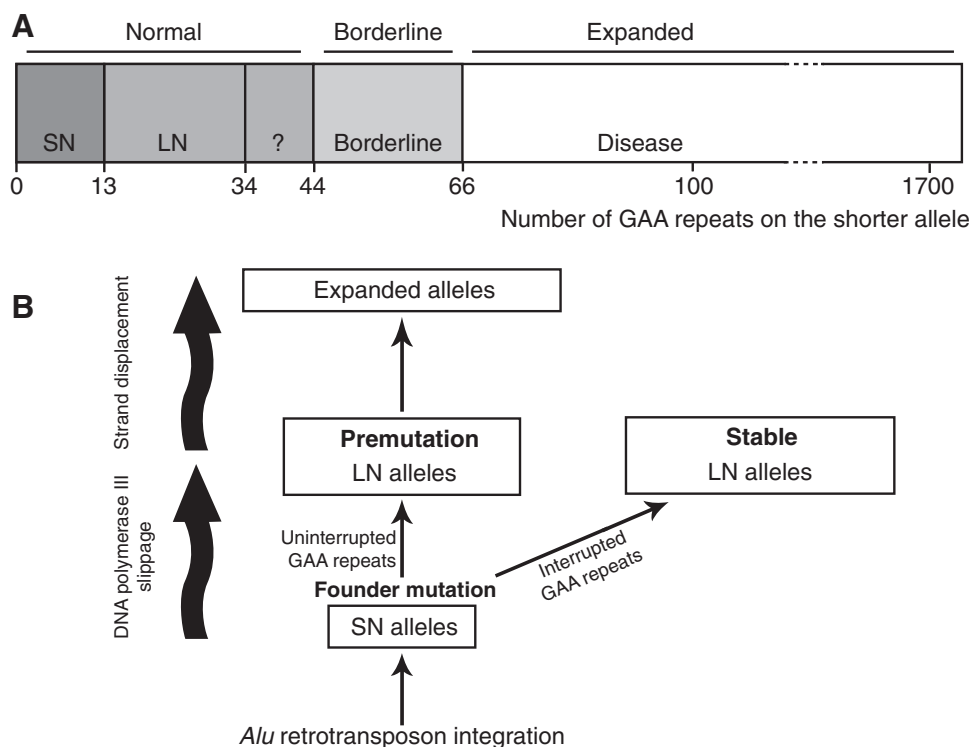 A
Normal Borderline Expanded
SN LN ? Borderline Disease
0 13 34 44 66 100 1700
Number of GAA repeats on the shorter allele
B
Strand displacement
DNA polymerase III
slippage
Expanded alleles
Premutation
LN alleles
Stable
LN alleles
Uninterrupted
GAA repeats
Interrupted
GAA repeats
Founder mutation
SN alleles
Alu retrotransposon integration